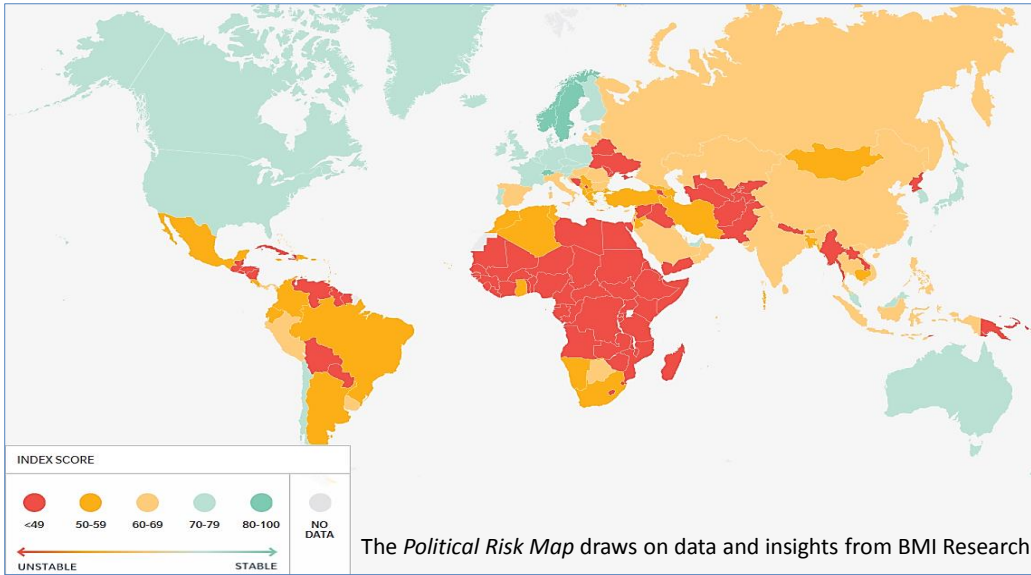 INDEX SCORE
<49 50-59 60-69 70-79 80-100 NO DATA
UNSTABLE STABLE
The Political Risk Map draws on data and insights from BMI Research